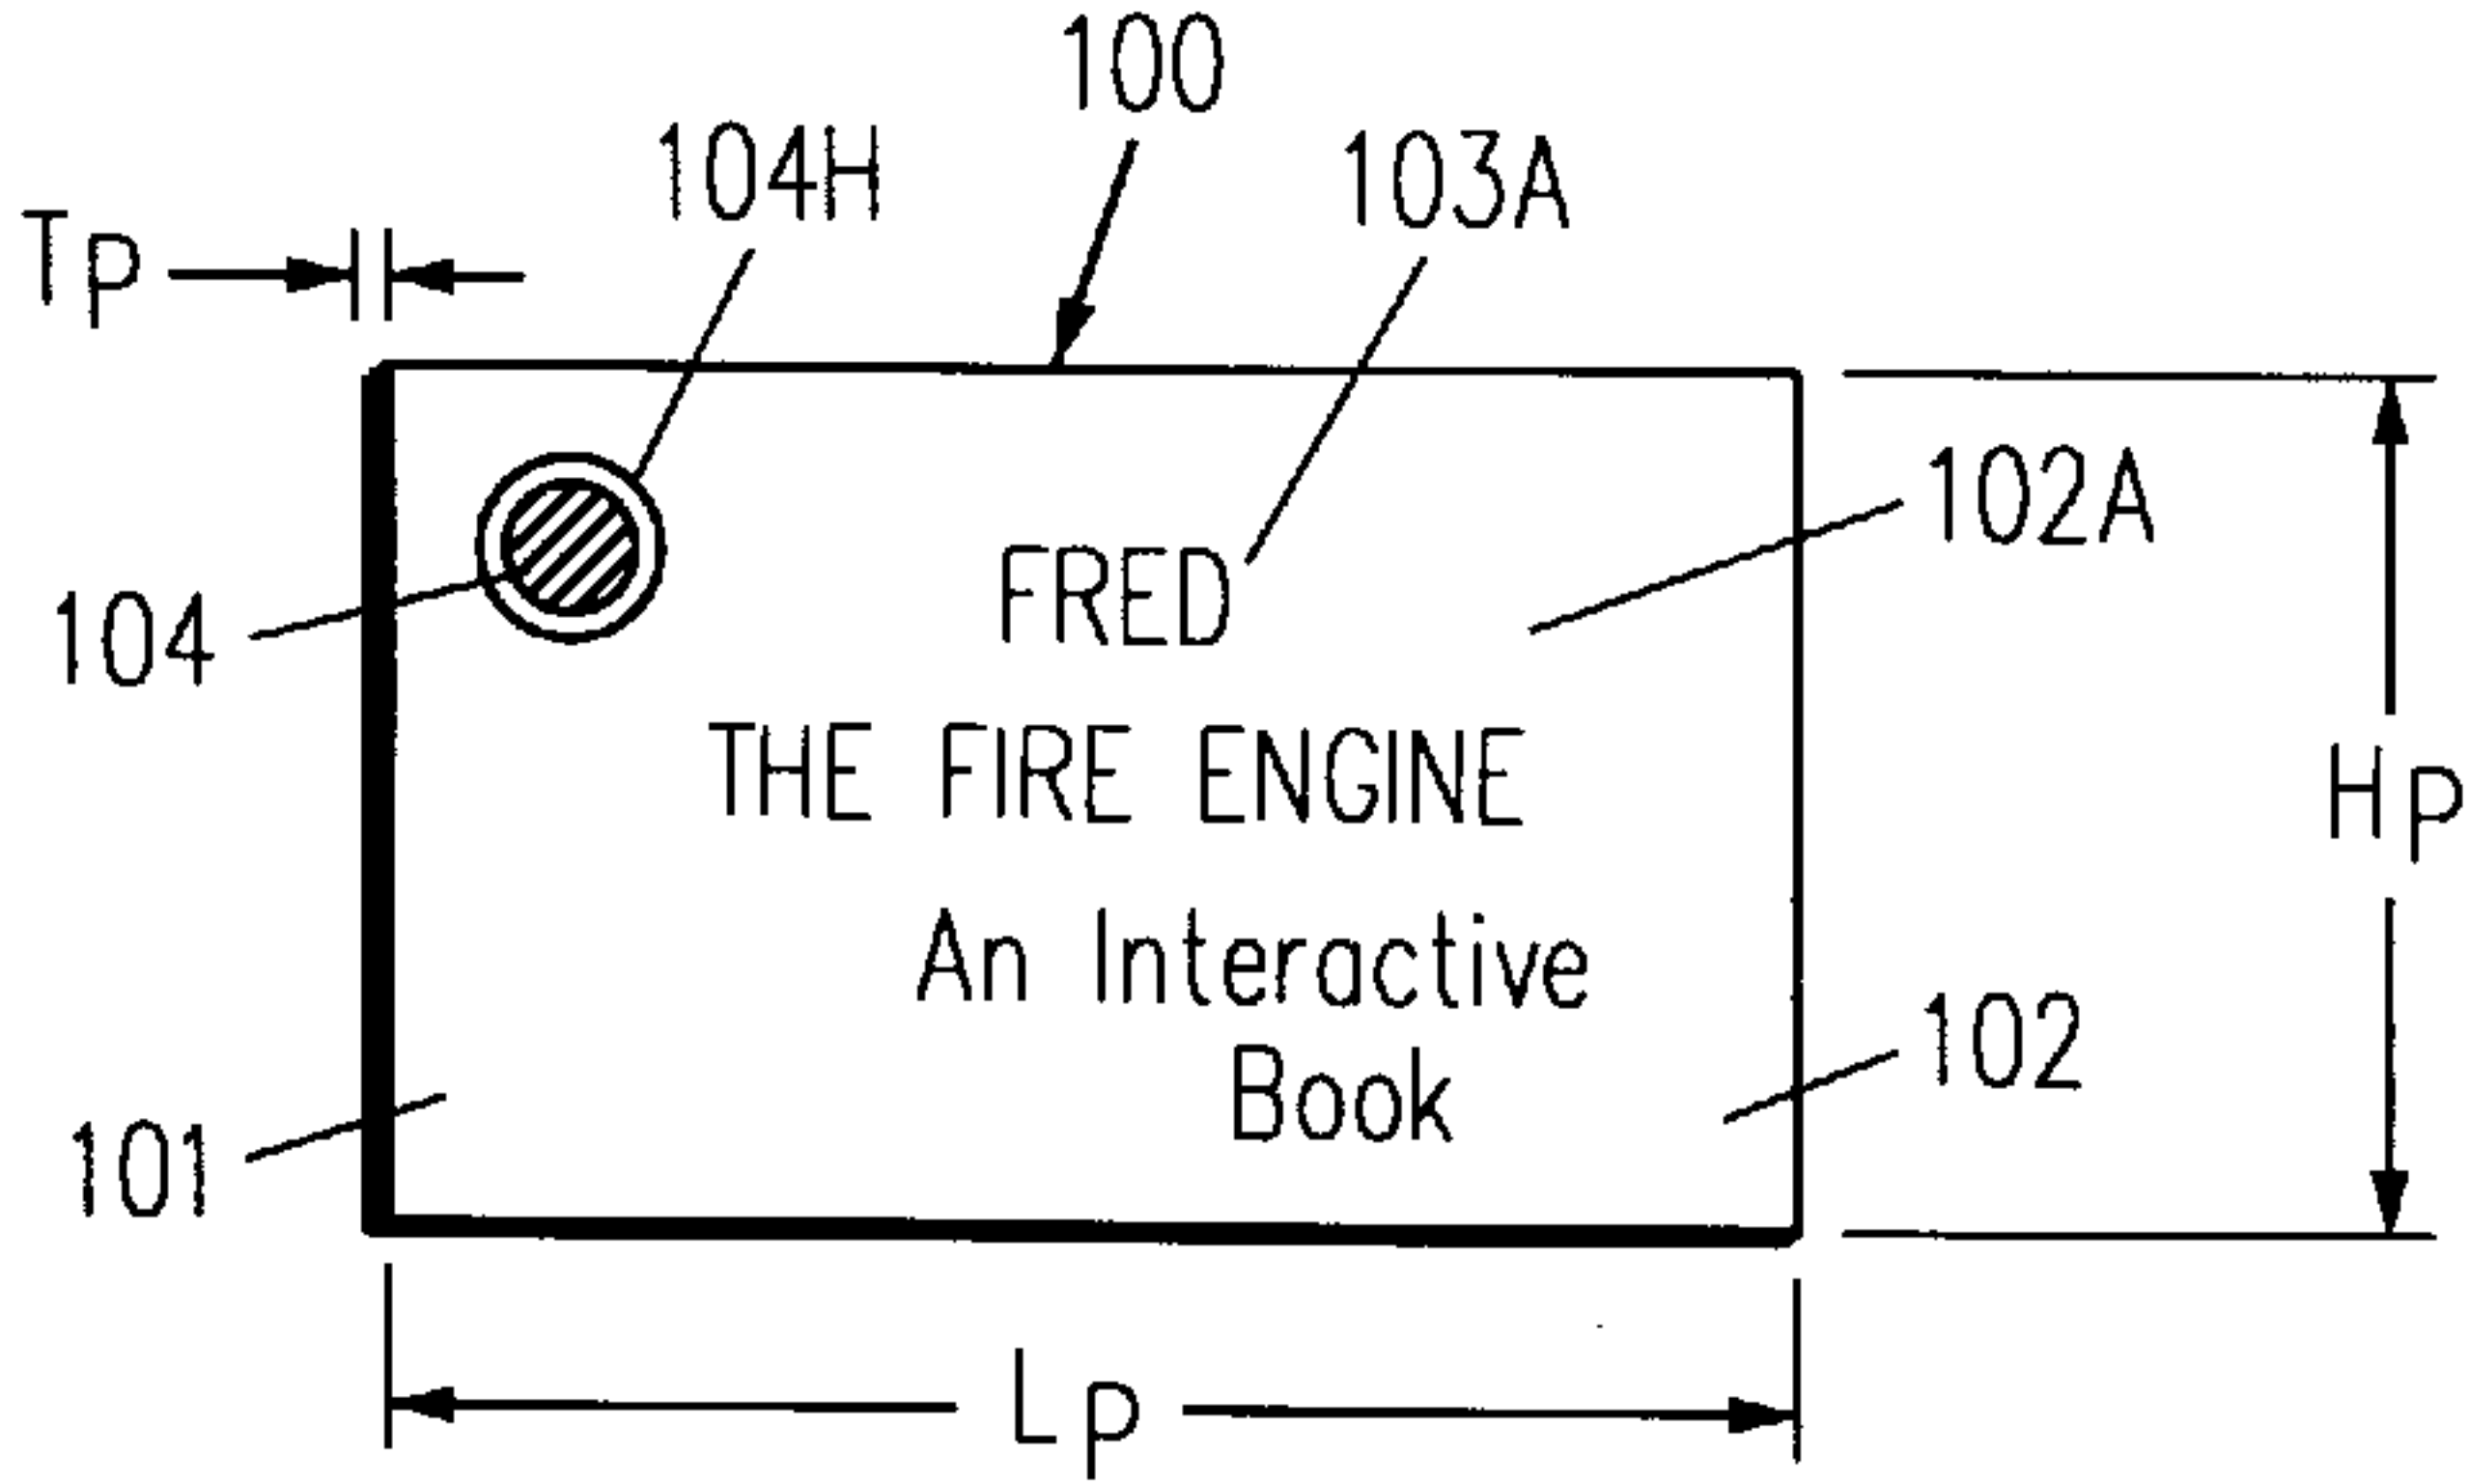 100
104H
103A
TP
102A
104
FRED
THE FIRE ENGINE
HP
An Interactive
102
Book
101
LP